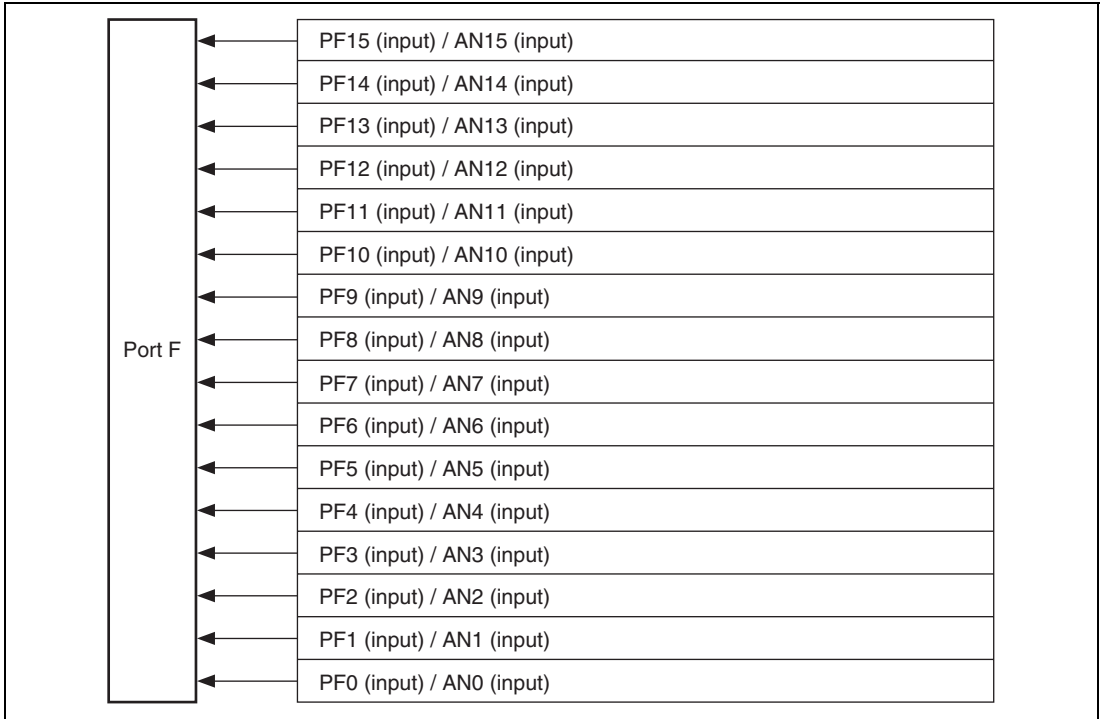 PF15 (input) / AN15 (input)
PF14 (input) / AN14 (input)
PF13 (input) / AN13 (input)
PF12 (input) / AN12 (input)
PF11 (input) / AN11 (input)
PF10 (input) / AN10 (input)
PF9 (input) / AN9 (input)
Port F
PF8 (input) / AN8 (input)
PF7 (input) / AN7 (input)
PF6 (input) / AN6 (input)
PF5 (input) / AN5 (input)
PF4 (input) / AN4 (input)
PF3 (input) / AN3 (input)
PF2 (input) / AN2 (input)
PF1 (input) / AN1 (input)
PF0 (input) / AN0 (input)